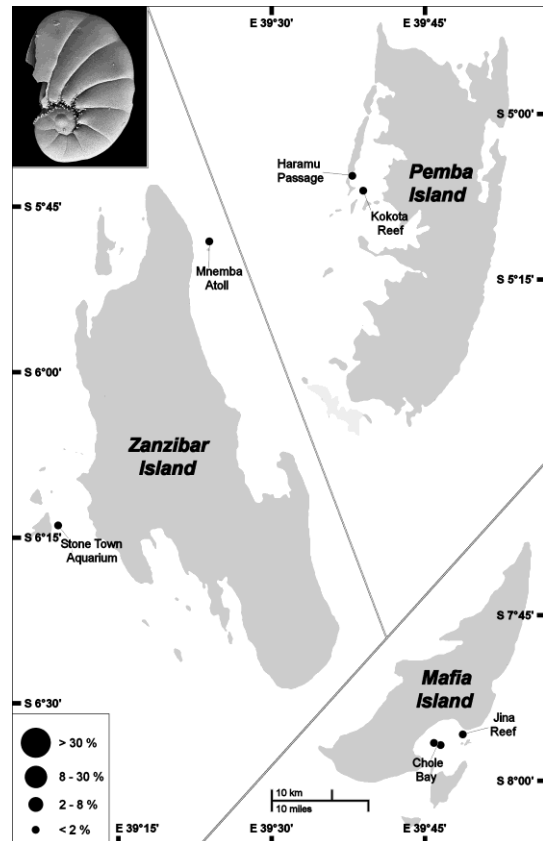 E 39°30'
E 39°45'
S 5°00'
Haramu
Passage
Pemba
Island
Kokota
Reef
S 5°45'
Mnemba
Atoll
S 5°15'
S 6°00'
Zanzibar
Island
S 6°15'
Stone Town
Aquarium
S 7°45'
Mafia
Island
S 6°30'
Jina
Reef
> 30 %
8 - 30 %
2 - 8 %
< 2 %
Chole
Bay
S 8°00'
10 km
10 miles
E 39°15'
E 39°30'
E 39°45'